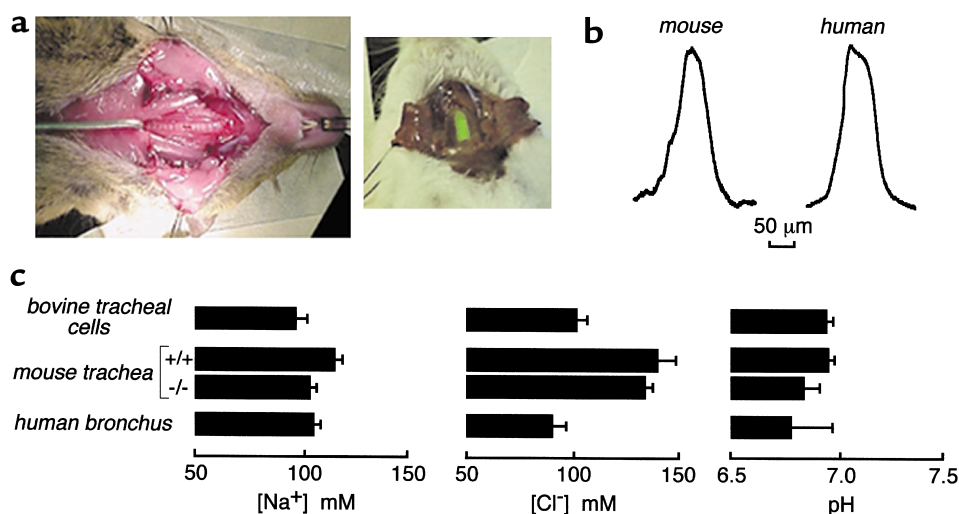 a
b
mouse human
50 μm
c
bovine tracheal
cells
mouse trachea
+/+
-/-
human bronchus
50 100 150
[Na⁺] mM
50 100 150
[Cl⁻] mM
6.5 7.0 7.5
pH